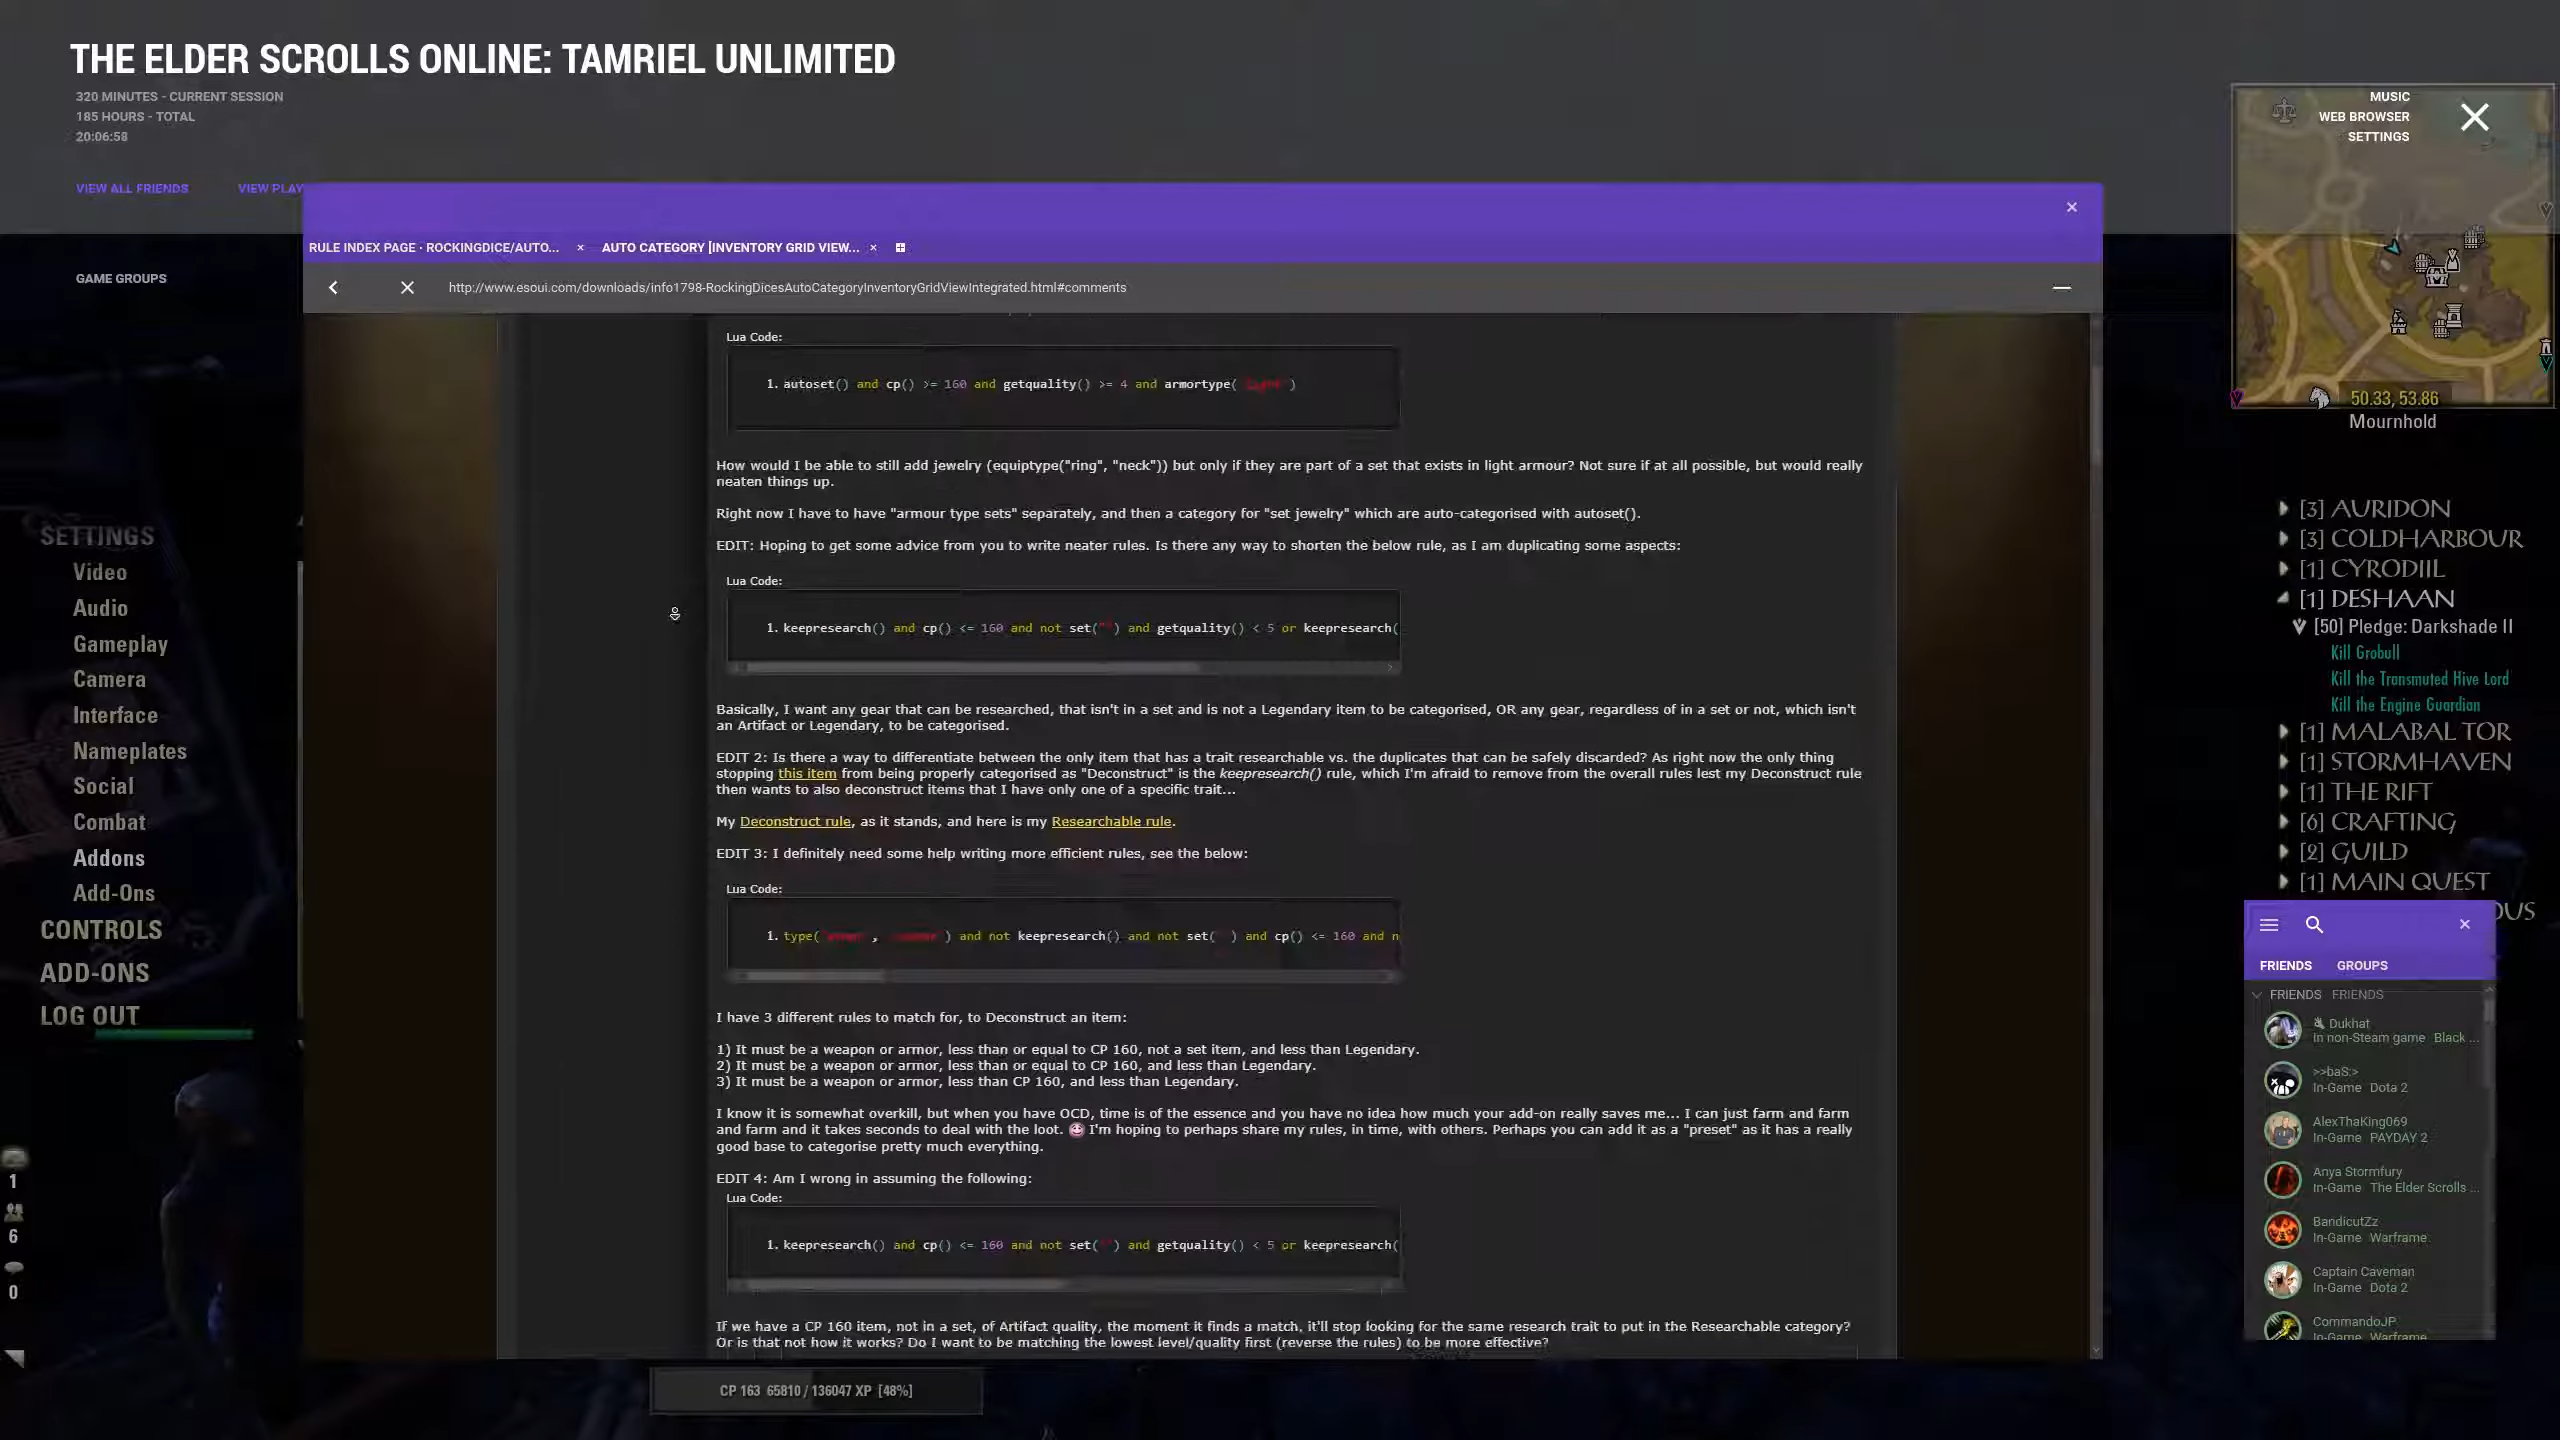 THE ELDER SCROLLS ONLINE: TAMRIEL UNLIMITED
320 MINUTES - CURRENT SESSION
185 HOURS - TOTAL
20:06:58
VIEW ALL FRIENDS
VIEW PLAY
GAME GROUPS
MUSIC
WEB BROWSER
SETTINGS
RULE INDEX PAGE · ROCKINGDICE/AUTO...
AUTO CATEGORY [INVENTORY GRID VIEW...
http://www.esoui.com/downloads/info1798-RockingDicesAutoCategoryInventoryGridViewIntegrated.html#comments
Lua Code:
1. autoset() and cp() >= 160 and getquality() >= 4 and armortype( )
How would I be able to still add jewelry (equiptype("ring", "neck")) but only if they are part of a set that exists in light armour? Not sure if at all possible, but would really
neaten things up.
Right now I have to have "armour type sets" separately, and then a category for "set jewelry" which are auto-categorised with autoset().
EDIT: Hoping to get some advice from you to write neater rules. Is there any way to shorten the below rule, as I am duplicating some aspects:
Lua Code:
1. keepresearch() and cp() <= 160 and not set("") and getquality() < 5 or keepresearch(
Basically, I want any gear that can be researched, that isn't in a set and is not a Legendary item to be categorised, OR any gear, regardless of in a set or not, which isn't
an Artifact or Legendary, to be categorised.
EDIT 2: Is there a way to differentiate between the only item that has a trait researchable vs. the duplicates that can be safely discarded? As right now the only thing
stopping this item from being properly categorised as "Deconstruct" is the keepresearch() rule, which I'm afraid to remove from the overall rules lest my Deconstruct rule
then wants to also deconstruct items that I have only one of a specific trait...
My Deconstruct rule, as it stands, and here is my Researchable rule.
EDIT 3: I definitely need some help writing more efficient rules, see the below:
Lua Code:
1. type( , ) and not keepresearch() and not set( ) and cp() <= 160 and n
I have 3 different rules to match for, to Deconstruct an item:
1) It must be a weapon or armor, less than or equal to CP 160, not a set item, and less than Legendary.
2) It must be a weapon or armor, less than or equal to CP 160, and less than Legendary.
3) It must be a weapon or armor, less than CP 160, and less than Legendary.
I know it is somewhat overkill, but when you have OCD, time is of the essence and you have no idea how much your add-on really saves me... I can just farm and farm
and farm and it takes seconds to deal with the loot. I'm hoping to perhaps share my rules, in time, with others. Perhaps you can add it as a "preset" as it has a really
good base to categorise pretty much everything.
EDIT 4: Am I wrong in assuming the following:
Lua Code:
1. keepresearch() and cp() <= 160 and not set( ) and getquality() < 5 or keepresearch(
If we have a CP 160 item, not in a set, of Artifact quality, the moment it finds a match, it'll stop looking for the same research trait to put in the Researchable category?
Or is that not how it works? Do I want to be matching the lowest level/quality first (reverse the rules) to be more effective?
SETTINGS
Video
Audio
Gameplay
Camera
Interface
Nameplates
Social
Combat
Addons
Add-Ons
CONTROLS
ADD-ONS
LOG OUT
1
6
0
CP 163 65810 / 136047 XP [48%]
50.33, 53.86
Mournhold
[3] AURIDON
[3] COLDHARBOUR
[1] CYRODIIL
[1] DESHAAN
[50] Pledge: Darkshade II
Kill Grobull
Kill the Transmuted Hive Lord
Kill the Engine Guardian
[1] MALABAL TOR
[1] STORMHAVEN
[1] THE RIFT
[6] CRAFTING
[2] GUILD
[1] MAIN QUEST
OUS
FRIENDS
GROUPS
FRIENDS FRIENDS
Dukhat
In non-Steam game Black ...
>>baS:>
In-Game Dota 2
AlexThaKing069
In-Game PAYDAY 2
Anya Stormfury
In-Game The Elder Scrolls ...
BandicutZz
In-Game Warframe
Captain Caveman
In-Game Dota 2
CommandoJP
In-Game Warframe